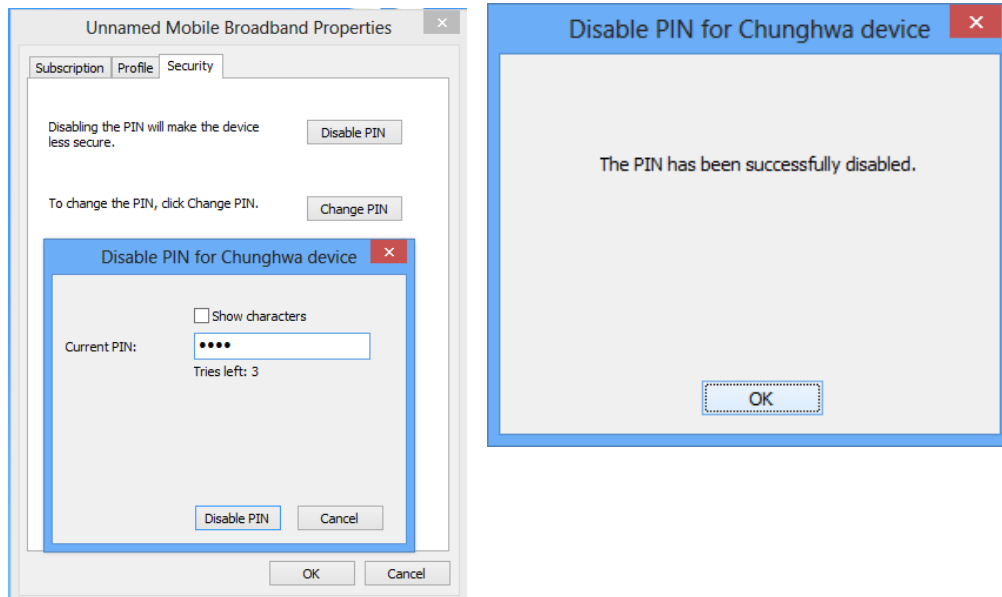 Unnamed Mobile Broadband Properties
Subscription Profile Security
Disabling the PIN will make the device
less secure.
Disable PIN
To change the PIN, click Change PIN.
Change PIN
Disable PIN for Chunghwa device
Show characters
Current PIN:
••••
Tries left: 3
Disable PIN Cancel
OK Cancel
Disable PIN for Chunghwa device
The PIN has been successfully disabled.
OK